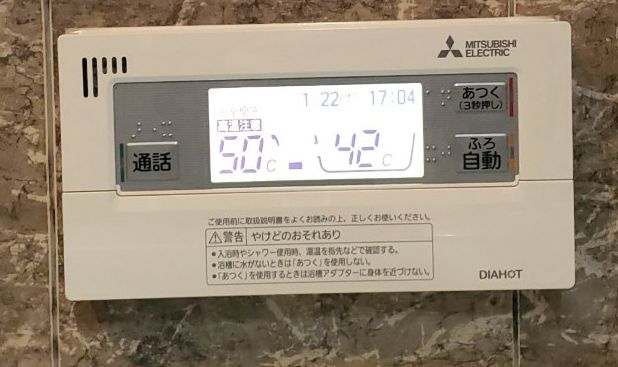 MITSUBISHI
ELECTRIC
1 22 17:04
高温注意
50℃
42℃
通話
あつく
(3秒押し)
ふろ
自動
ご使用前に取扱説明書をよくお読みの上、正しくお使いください。
⚠警告 やけどのおそれあり
●入浴時やシャワー使用時、湯温を指先などで確認する。
●浴槽に水がないときは「あつく」を使用しない。
●「あつく」を使用するときは浴槽アダプターに身体を近づけない。
DIAHOT